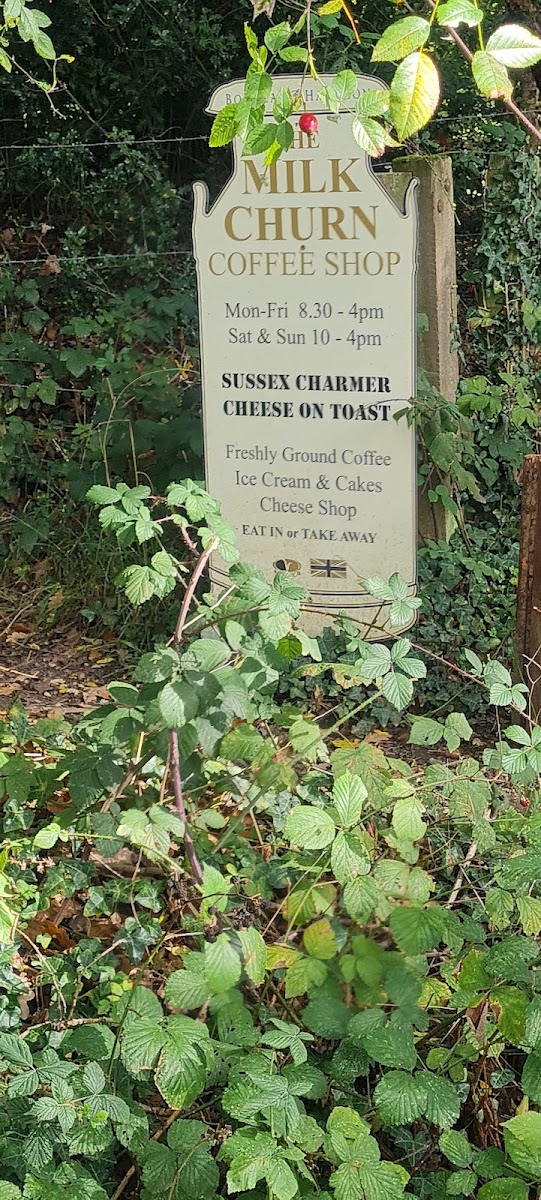 THE
MILK
CHURN
COFFEE SHOP
Mon-Fri 8.30 - 4pm
Sat & Sun 10 - 4pm
SUSSEX CHARMER
CHEESE ON TOAST
Freshly Ground Coffee
Ice Cream & Cakes
Cheese Shop
EAT IN or TAKE AWAY